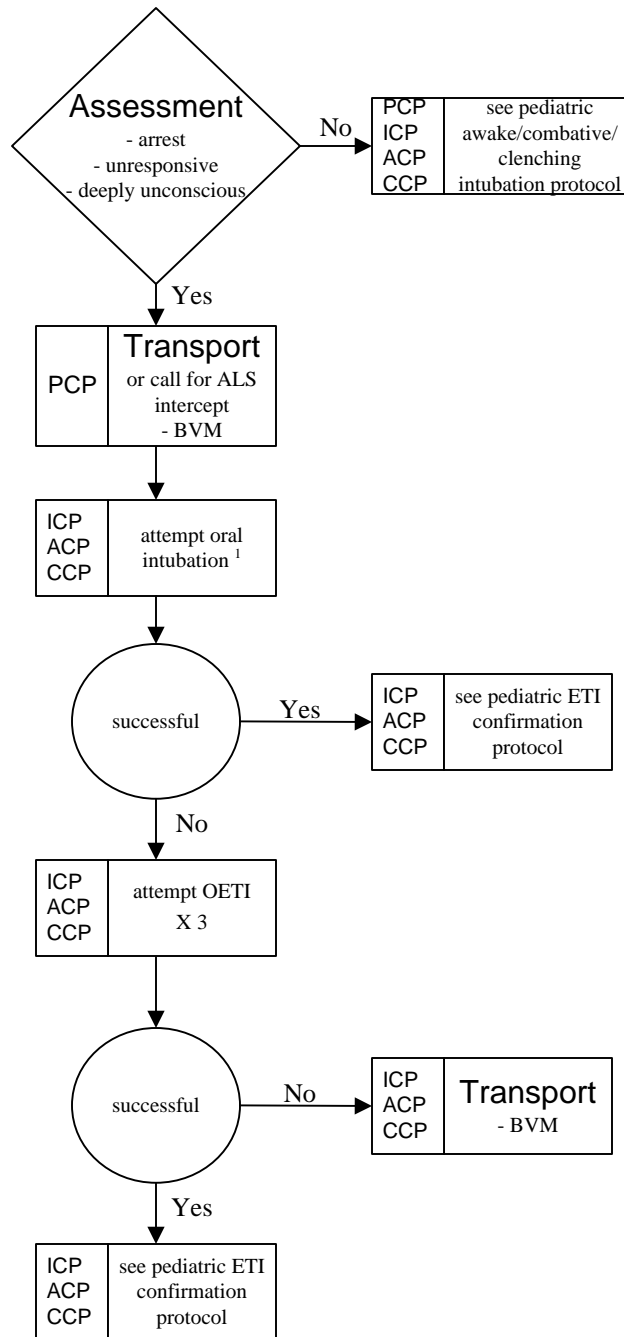 Assessment
- arrest
- unresponsive
- deeply unconscious
No
PCP
ICP
ACP
CCP
see pediatric
awake/combative/
clenching
intubation protocol
Yes
PCP
Transport
or call for ALS
intercept
- BVM
ICP
ACP
CCP
attempt oral
intubation 1
successful
Yes
ICP
ACP
CCP
see pediatric ETI
confirmation
protocol
No
ICP
ACP
CCP
attempt OETI
X 3
successful
No
ICP
ACP
CCP
Transport
- BVM
Yes
ICP
ACP
CCP
see pediatric ETI
confirmation
protocol